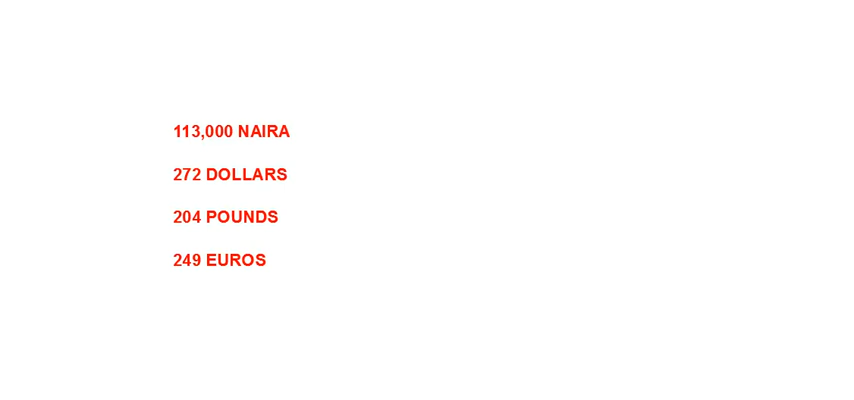 113,000 NAIRA
272 DOLLARS
204 POUNDS
249 EUROS